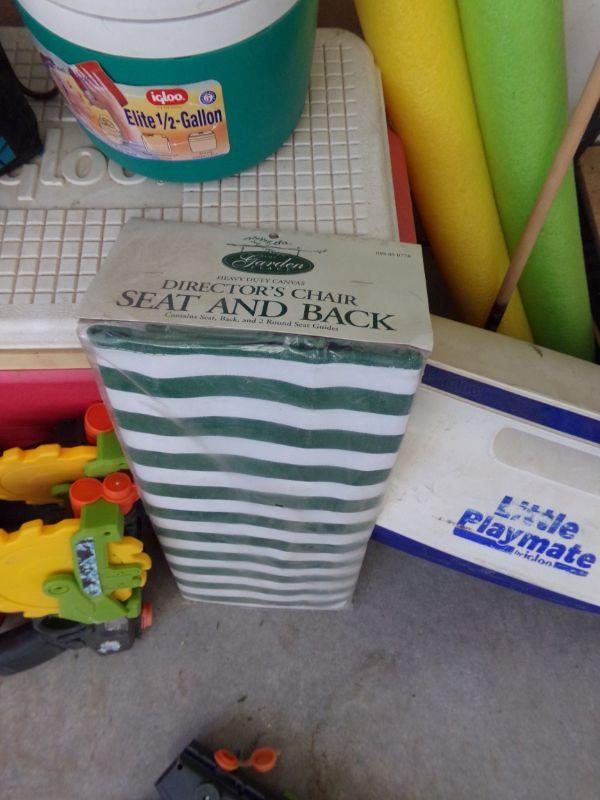 igloo.
Elite 1/2-Gallon
Igloo
Garden
HEAVY DUTY CANVAS
DIRECTOR'S CHAIR
SEAT AND BACK
Contains Seat, Back, and 2 Round Seat Guides
Little
Playmate
by igloo